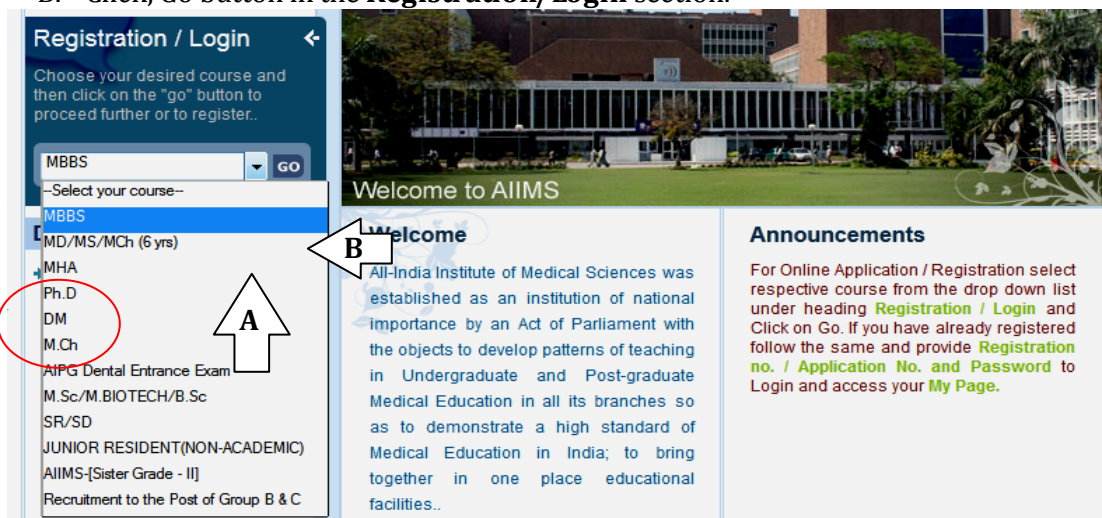 B. Click, Go button in the Registration/Login section.
Registration / Login
Choose your desired course and
then click on the "go" button to
proceed further or to register..
MBBS
GO
--Select your course--
MBBS
MD/MS/MCh (6 yrs)
MHA
Ph.D
DM
M.Ch
AIPG Dental Entrance Exam
M.Sc/M.BIOTECH/B.Sc
SR/SD
JUNIOR RESIDENT(NON-ACADEMIC)
AIIMS-[Sister Grade - II]
Recruitment to the Post of Group B & C
A
B
Welcome to AIIMS
Welcome
All-India Institute of Medical Sciences was
established as an institution of national
importance by an Act of Parliament with
the objects to develop patterns of teaching
in Undergraduate and Post-graduate
Medical Education in all its branches so
as to demonstrate a high standard of
Medical Education in India; to bring
together in one place educational
facilities..
Announcements
For Online Application / Registration select
respective course from the drop down list
under heading Registration / Login and
Click on Go. If you have already registered
follow the same and provide Registration
no. / Application No. and Password to
Login and access your My Page.